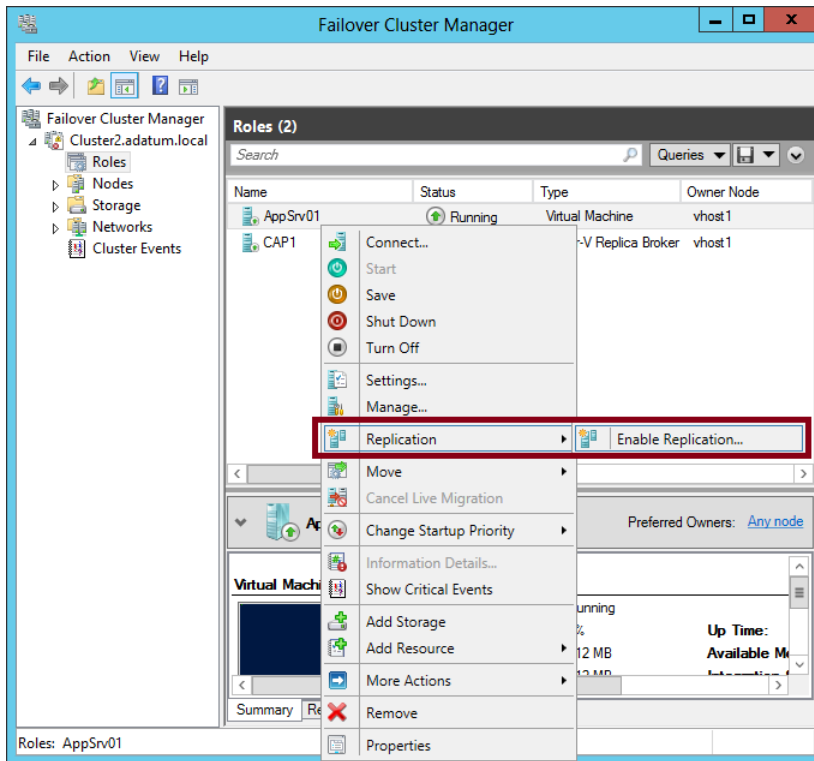 Failover Cluster Manager
File Action View Help
Failover Cluster Manager
Cluster2.adatum.local
Roles
Nodes
Storage
Networks
Cluster Events
Roles (2)
Search
Queries
Name Status Type Owner Node
AppSrv01 Running Virtual Machine vhost1
CAP1 r-V Replica Broker vhost1
Connect...
Start
Save
Shut Down
Turn Off
Settings...
Manage...
Replication
Enable Replication...
Move
Cancel Live Migration
Change Startup Priority
Information Details...
Show Critical Events
Add Storage
Add Resource
More Actions
Remove
Properties
Preferred Owners: Any node
Virtual Machi
unning
% Up Time:
12 MB Available M
12 MB
Summary Re
Roles: AppSrv01